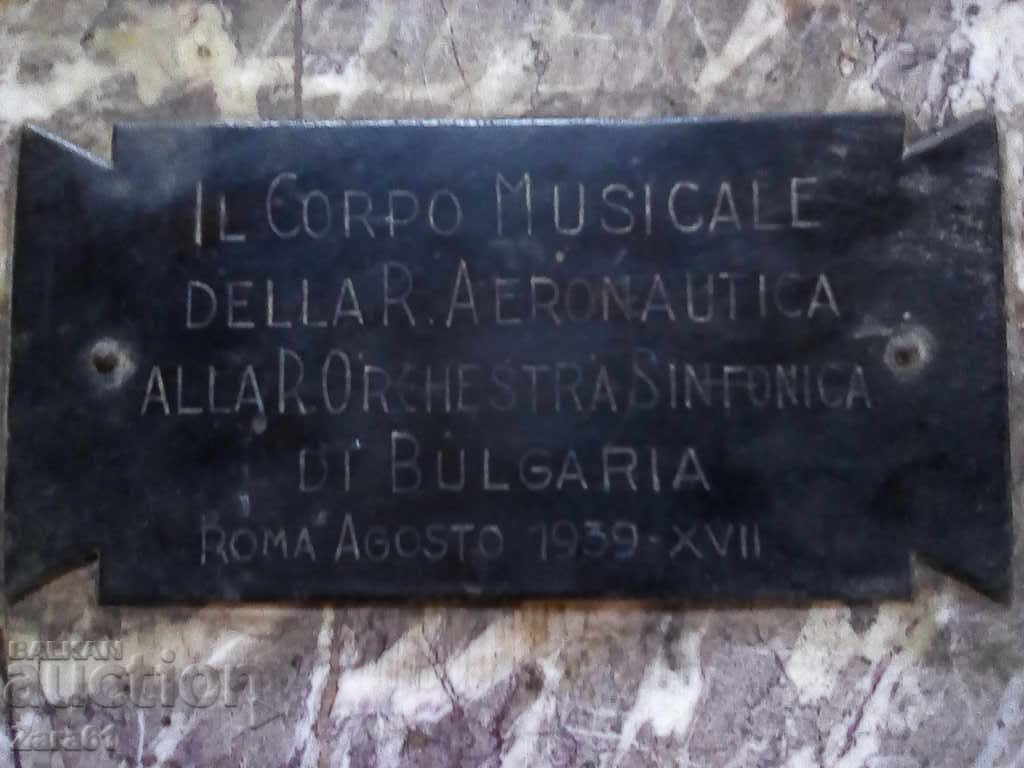 IL CORPO MUSICALE
DELLA R. AERONAUTICA
ALLA R. ORCHESTRA SINFONICA
DI BULGARIA
ROMA AGOSTO 1939-XVII
BALKAN
auction
Zara61